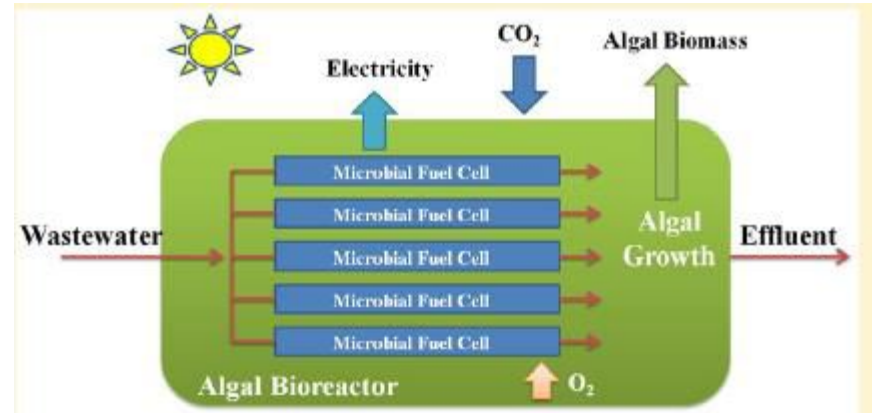 CO₂
Algal Biomass
Electricity
Microbial Fuel Cell
Microbial Fuel Cell
Wastewater
Algal
Growth
Effluent
Microbial Fuel Cell
Microbial Fuel Cell
Microbial Fuel Cell
Algal Bioreactor
O₂